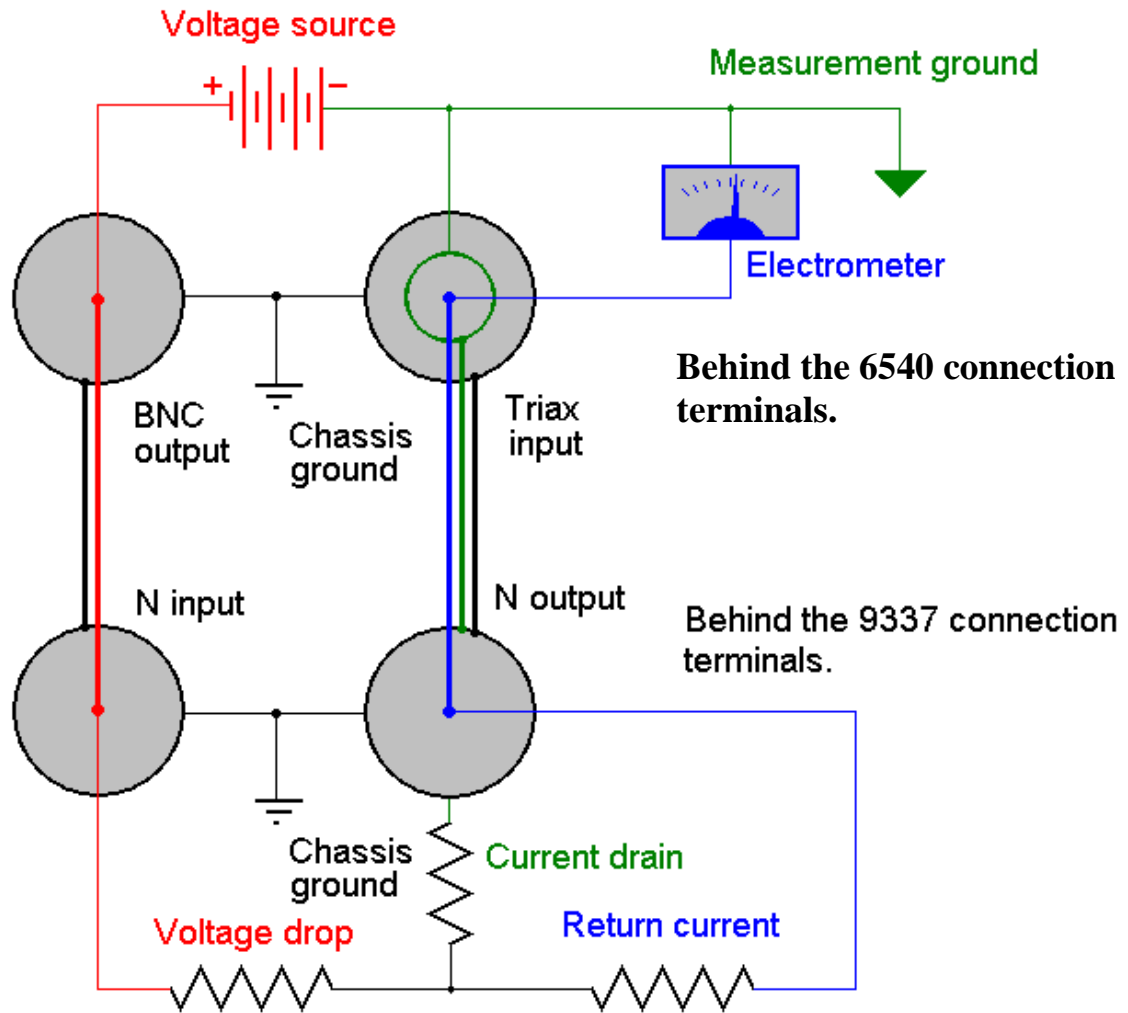 Voltage source
+
−
Measurement ground
Electrometer
Behind the 6540 connection
terminals.
BNC
output
Chassis
ground
Triax
input
N input
N output
Behind the 9337 connection
terminals.
Chassis
ground
Current drain
Voltage drop
Return current